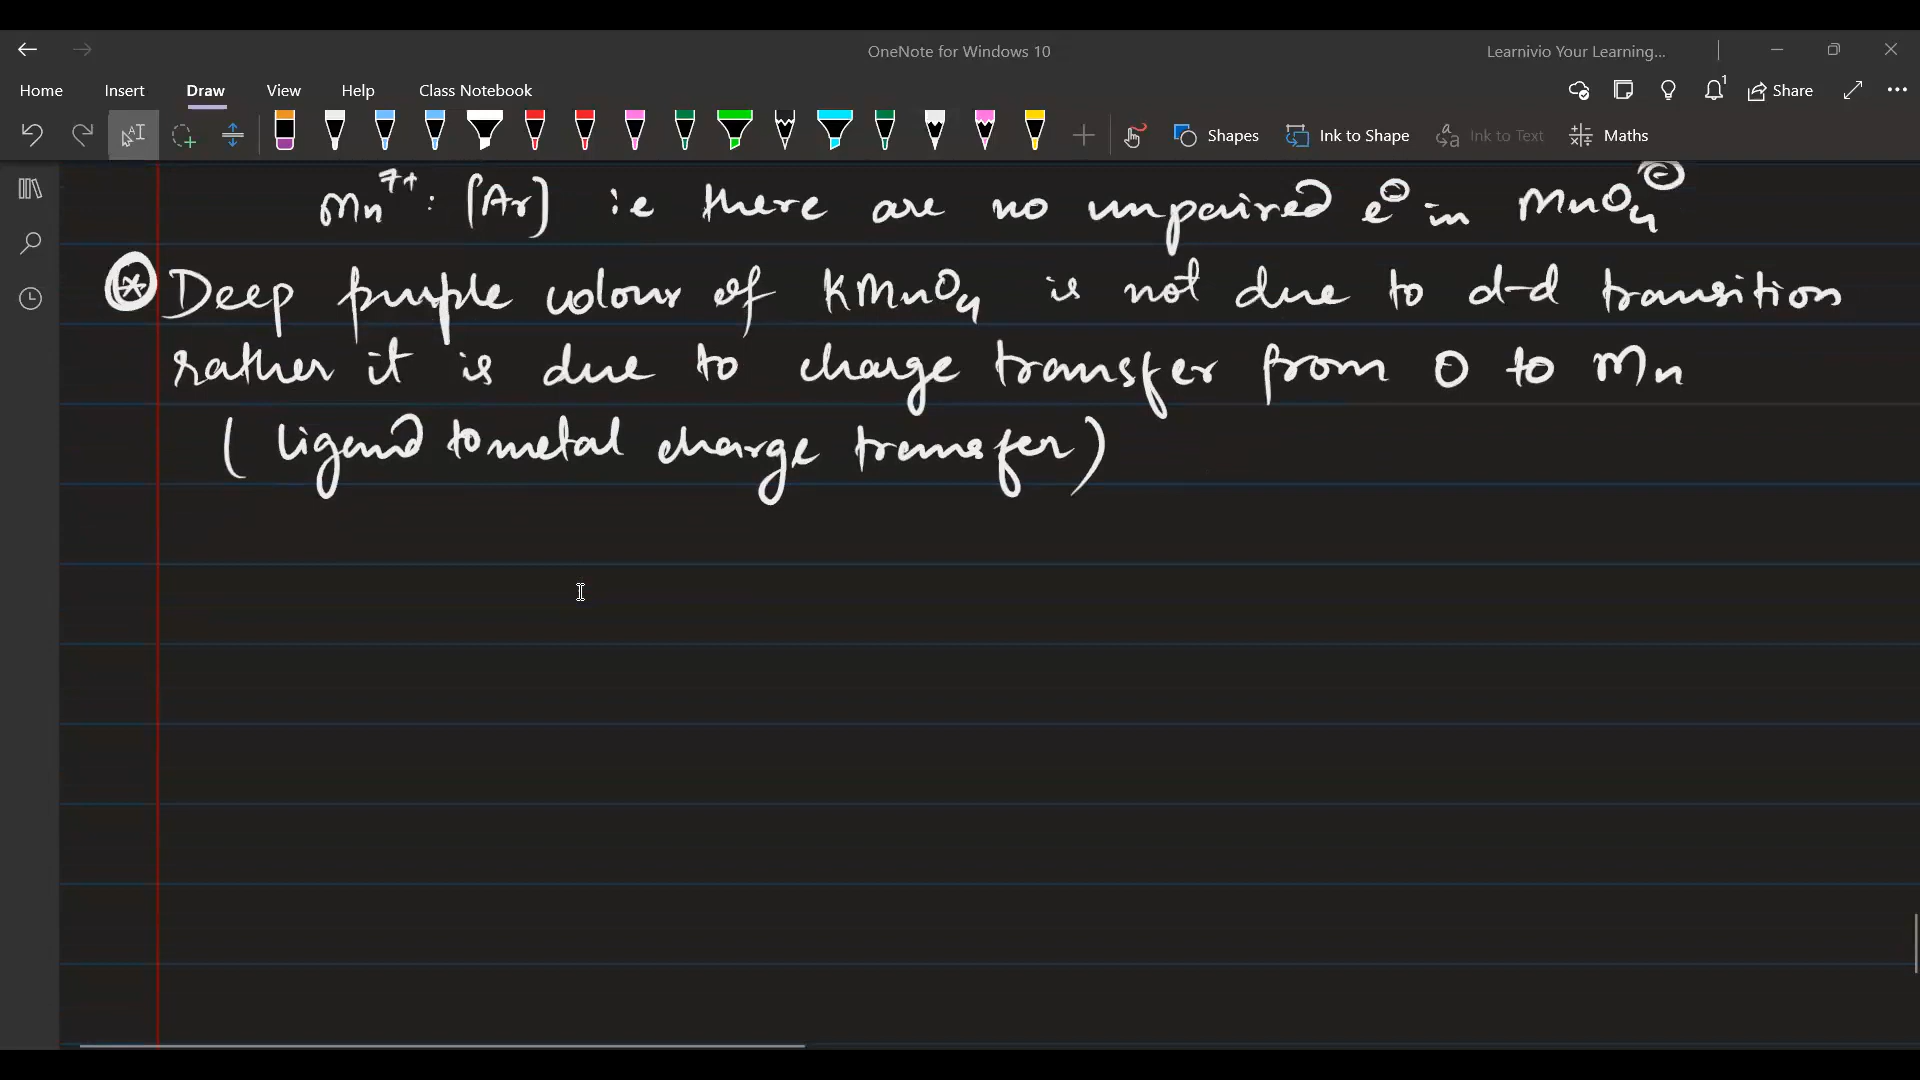 OneNote for Windows 10
Learnivio Your Learning...
Home Insert Draw View Help Class Notebook
Share
Shapes Ink to Shape Ink to Text Maths
Mn⁷⁺ : [Ar] ie there are no unpaired e⊖ in MnO₄⊖
⊛ Deep purple colour of KMnO₄ is not due to d-d transition
rather it is due to charge transfer from O to Mn
( ligand to metal charge transfer )